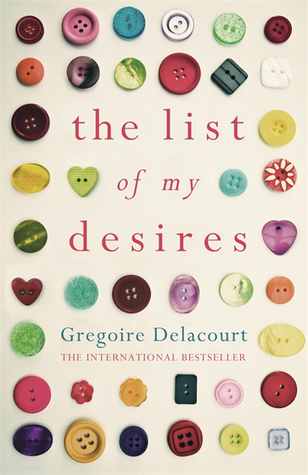 the list
of my
desires
Gregoire Delacourt
THE INTERNATIONAL BESTSELLER